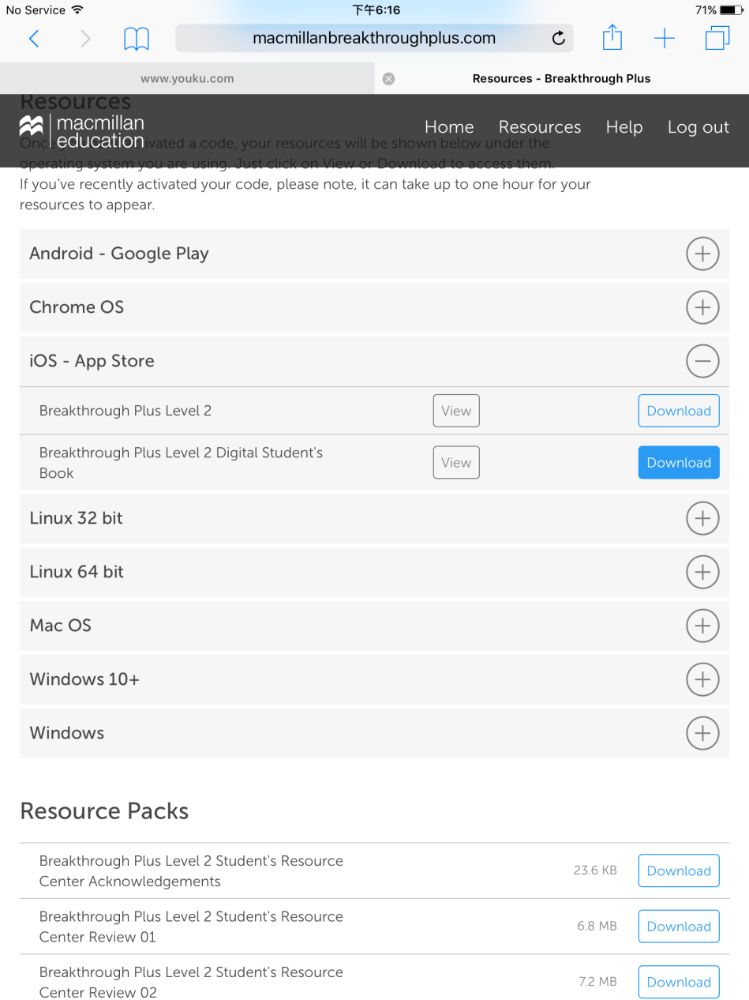 No Service
下午6:16
71%
macmillanbreakthroughplus.com
www.youku.com
Resources - Breakthrough Plus
Resources
macmillan
education
Home
Resources
Help
Log out
Once you activated a code, your resources will be shown below under the
operating system you are using. Just click on View or Download to access them.
If you've recently activated your code, please note, it can take up to one hour for your
resources to appear.
Android - Google Play
Chrome OS
iOS - App Store
Breakthrough Plus Level 2
View
Download
Breakthrough Plus Level 2 Digital Student's
Book
View
Download
Linux 32 bit
Linux 64 bit
Mac OS
Windows 10+
Windows
Resource Packs
Breakthrough Plus Level 2 Student's Resource
Center Acknowledgements
23.6 KB
Download
Breakthrough Plus Level 2 Student's Resource
Center Review 01
6.8 MB
Download
Breakthrough Plus Level 2 Student's Resource
Center Review 02
7.2 MB
Download